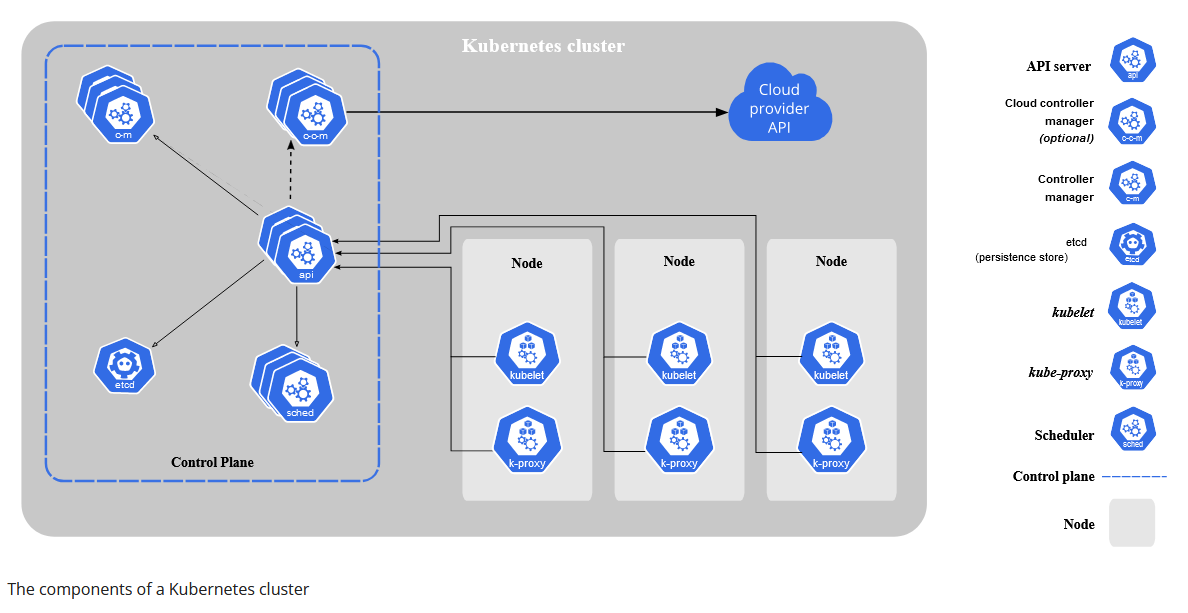 Kubernetes cluster
c-m
c-c-m
Cloud
provider
API
api
etcd
sched
Control Plane
Node
Node
Node
kubelet
kubelet
kubelet
k-proxy
k-proxy
k-proxy
API server
api
Cloud controller
manager
(optional)
c-c-m
Controller
manager
c-m
etcd
(persistence store)
etcd
kubelet
kubelet
kube-proxy
k-proxy
Scheduler
sched
Control plane
Node
The components of a Kubernetes cluster